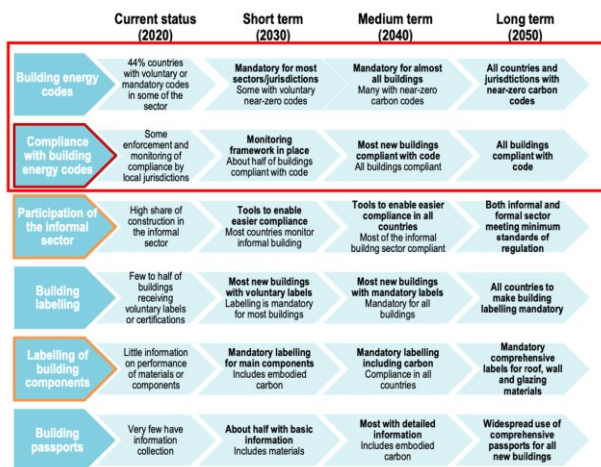 Current status
(2020)
Short term
(2030)
Medium term
(2040)
Long term
(2050)
Building energy
codes
44% countries
with voluntary or
mandatory codes
in some of the
sector
Mandatory for most
sectors/jurisdictions
Some with voluntary
near-zero codes
Mandatory for almost
all buildings
Many with near-zero
carbon codes
All countries and
jurisdtictions with
near-zero carbon
codes
Compliance
with building
energy codes
Some
enforcement and
monitoring of
compliance by
local jurisdictions
Monitoring
framework in place
About half of buildings
compliant with code
Most new buildings
compliant with code
All buildings compliant
All buildings
compliant with
code
Participation of
the informal
sector
High share of
construction in
the informal
sector
Tools to enable
easier compliance
Most countries monitor
informal building
Tools to enable easier
compliance in all
countries
Most of the informal
buildng sector compliant
Both informal and
formal sector
meeting minimum
standards of
regulation
Building
labelling
Few to half of
buildings
receiving
voluntary labels
or certifications
Most new buildings
with voluntary labels
Labelling is mandatory
for most buildings
Most new buildings
with mandatory labels
Mandatory for all
buildings
All countries to
make building
labelling mandatory
Labelling of
building
components
Little information
on performance
of materials or
components
Mandatory labelling
for main components
Includes embodied
carbon
Mandatory labelling
including carbon
Compliance in all
countries
Mandatory
comprehensive
labels for roof, wall
and glazing
materials
Building
passports
Very few have
information
collection
About half with basic
information
Includes materials
Most with detailed
information
Includes embodied
carbon
Widespread use of
comprehensive
passports for all
new buildings